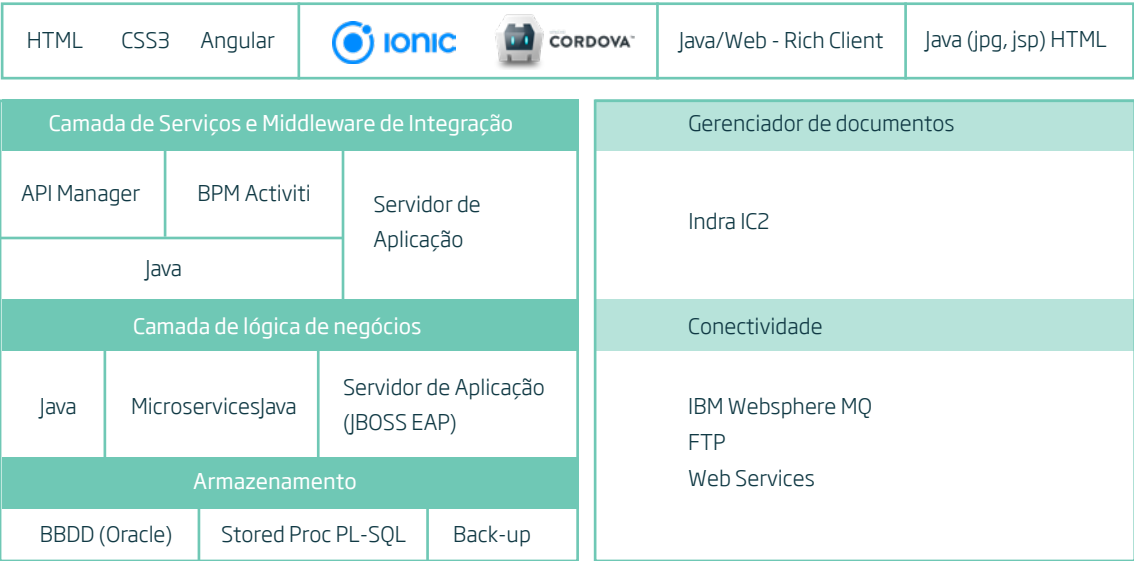 HTML CSS3 Angular
IONIC
CORDOVA™
Java/Web - Rich Client
Java (jpg, jsp) HTML
Camada de Serviços e Middleware de Integração
API Manager
BPM Activiti
Servidor de
Aplicação
Java
Camada de lógica de negócios
Java
MicroservicesJava
Servidor de Aplicação
(JBOSS EAP)
Armazenamento
BBDD (Oracle)
Stored Proc PL-SQL
Back-up
Gerenciador de documentos
Indra IC2
Conectividade
IBM Websphere MQ
FTP
Web Services